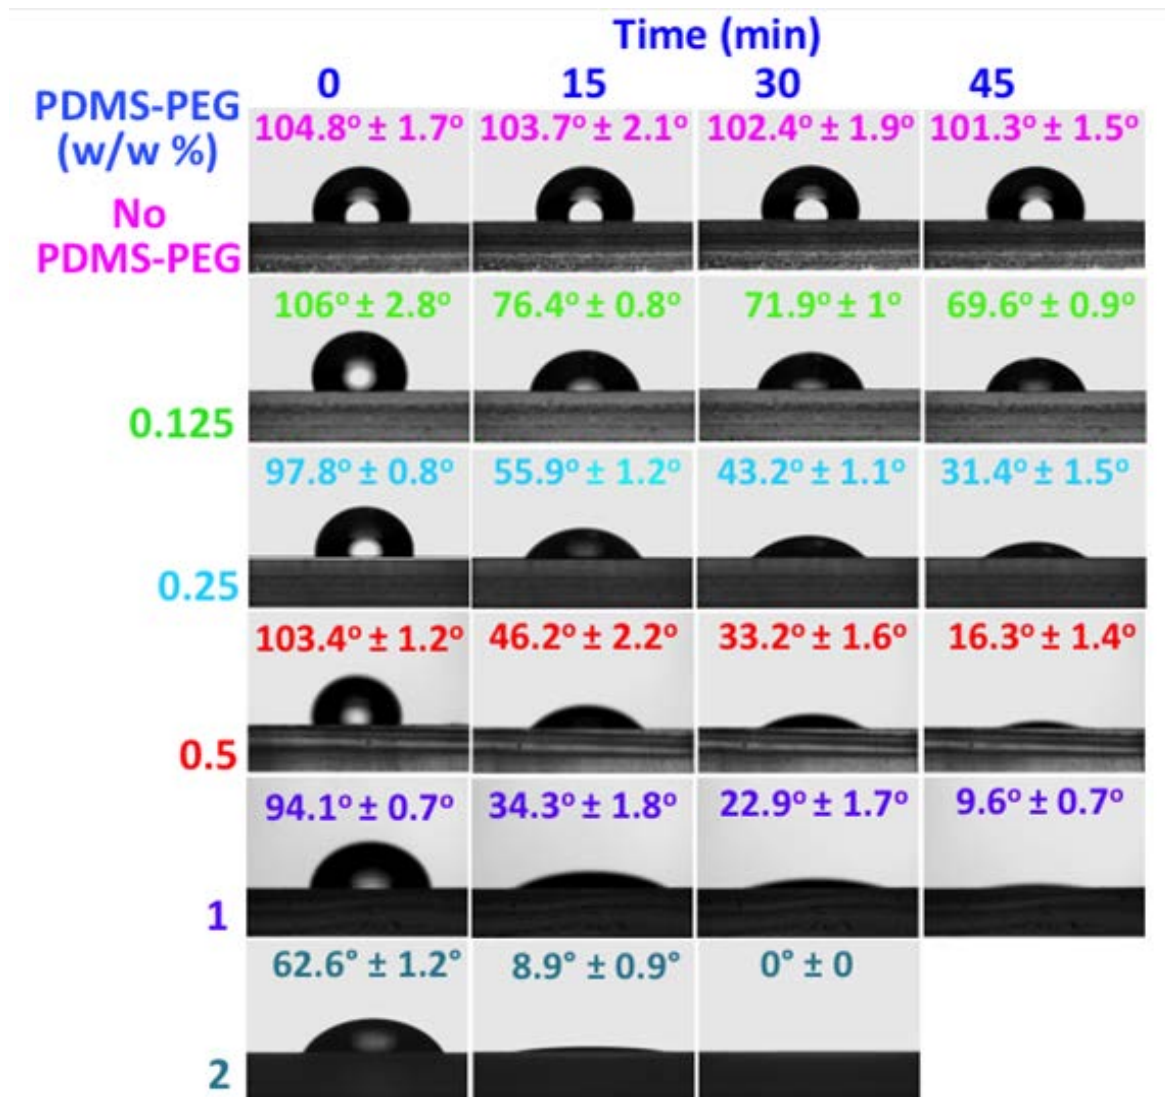 Time (min)
0 15 30 45
PDMS-PEG
(w/w %)
104.8° ± 1.7° 103.7° ± 2.1° 102.4° ± 1.9° 101.3° ± 1.5°
No
PDMS-PEG
106° ± 2.8° 76.4° ± 0.8° 71.9° ± 1° 69.6° ± 0.9°
0.125
97.8° ± 0.8° 55.9° ± 1.2° 43.2° ± 1.1° 31.4° ± 1.5°
0.25
103.4° ± 1.2° 46.2° ± 2.2° 33.2° ± 1.6° 16.3° ± 1.4°
0.5
94.1° ± 0.7° 34.3° ± 1.8° 22.9° ± 1.7° 9.6° ± 0.7°
1
62.6° ± 1.2° 8.9° ± 0.9° 0° ± 0
2